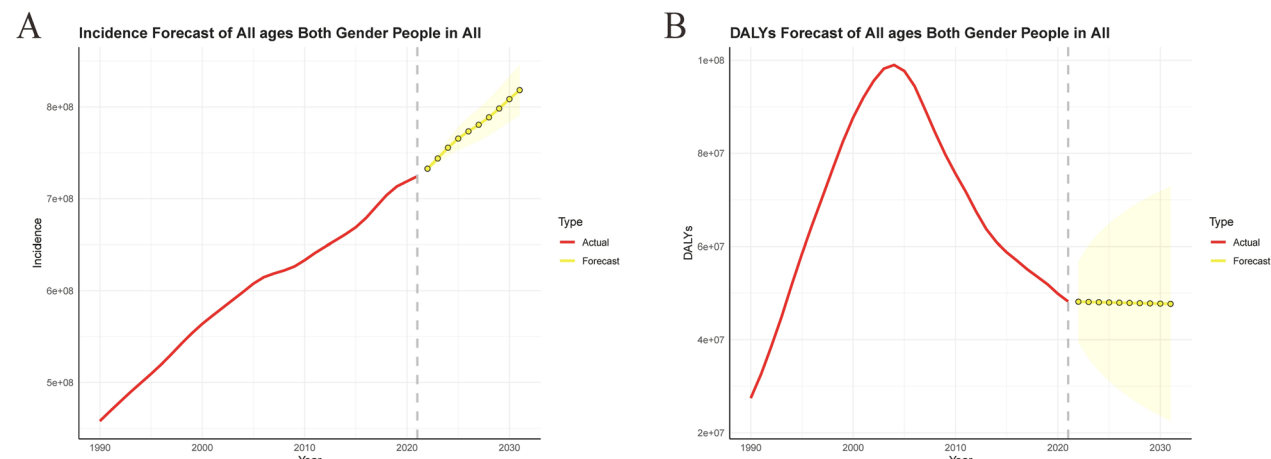 A
Incidence Forecast of All ages Both Gender People in All
8e+08
7e+08
6e+08
5e+08
Incidence
1990
2000
2010
2020
2030
Year
Type
Actual
Forecast
B
DALYs Forecast of All ages Both Gender People in All
1e+08
8e+07
6e+07
4e+07
2e+07
DALYs
1990
2000
2010
2020
2030
Year
Type
Actual
Forecast